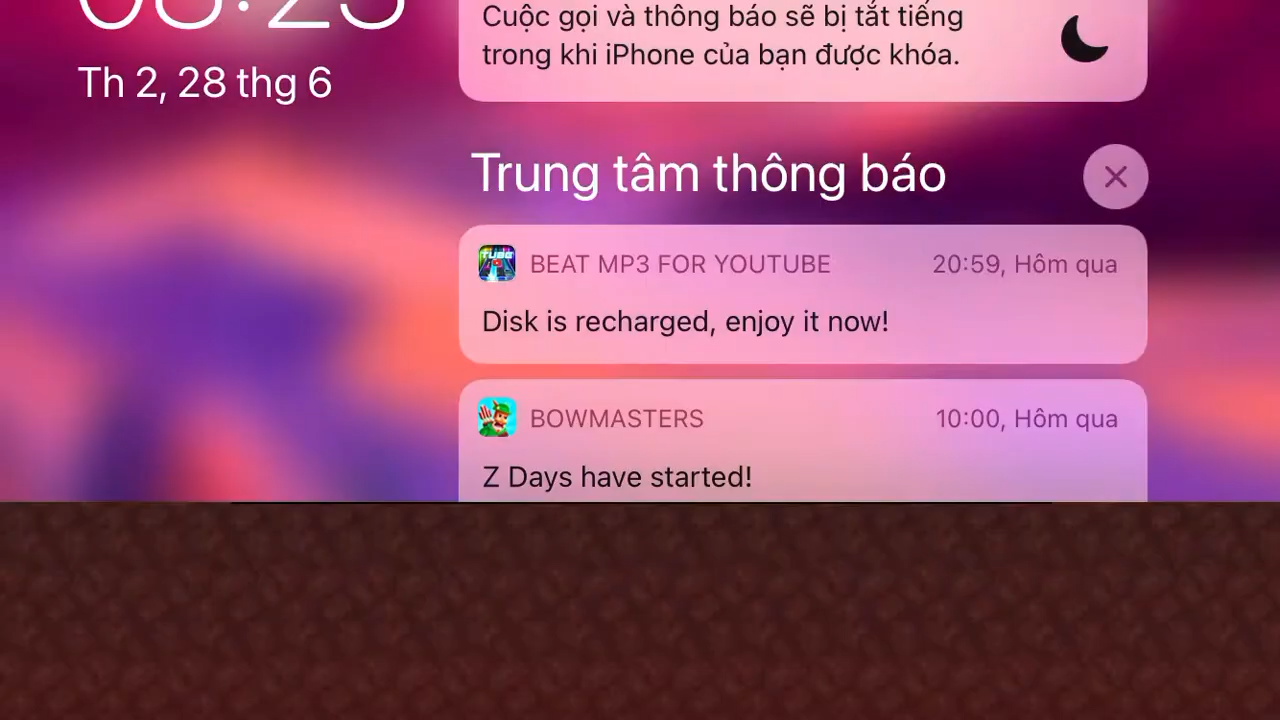 Th 2, 28 thg 6
Cuộc gọi và thông báo sẽ bị tắt tiếng
trong khi iPhone của bạn được khóa.
Trung tâm thông báo
BEAT MP3 FOR YOUTUBE 20:59, Hôm qua
Disk is recharged, enjoy it now!
BOWMASTERS 10:00, Hôm qua
Z Days have started!